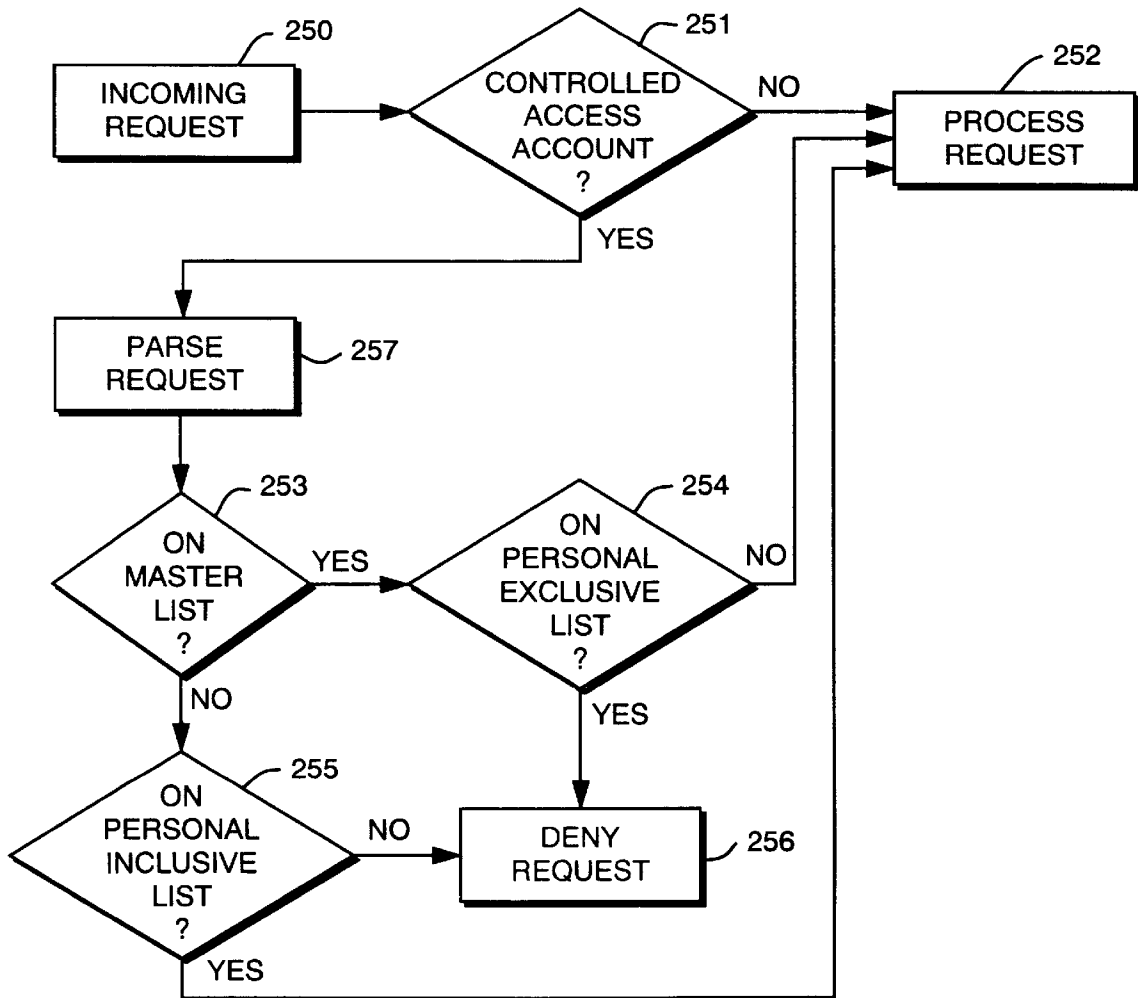 250
INCOMING
REQUEST
251
CONTROLLED
ACCESS
ACCOUNT
?
NO
YES
252
PROCESS
REQUEST
PARSE
REQUEST
257
253
ON
MASTER
LIST
?
YES
NO
254
ON
PERSONAL
EXCLUSIVE
LIST
?
NO
YES
255
ON
PERSONAL
INCLUSIVE
LIST
?
NO
YES
DENY
REQUEST
256